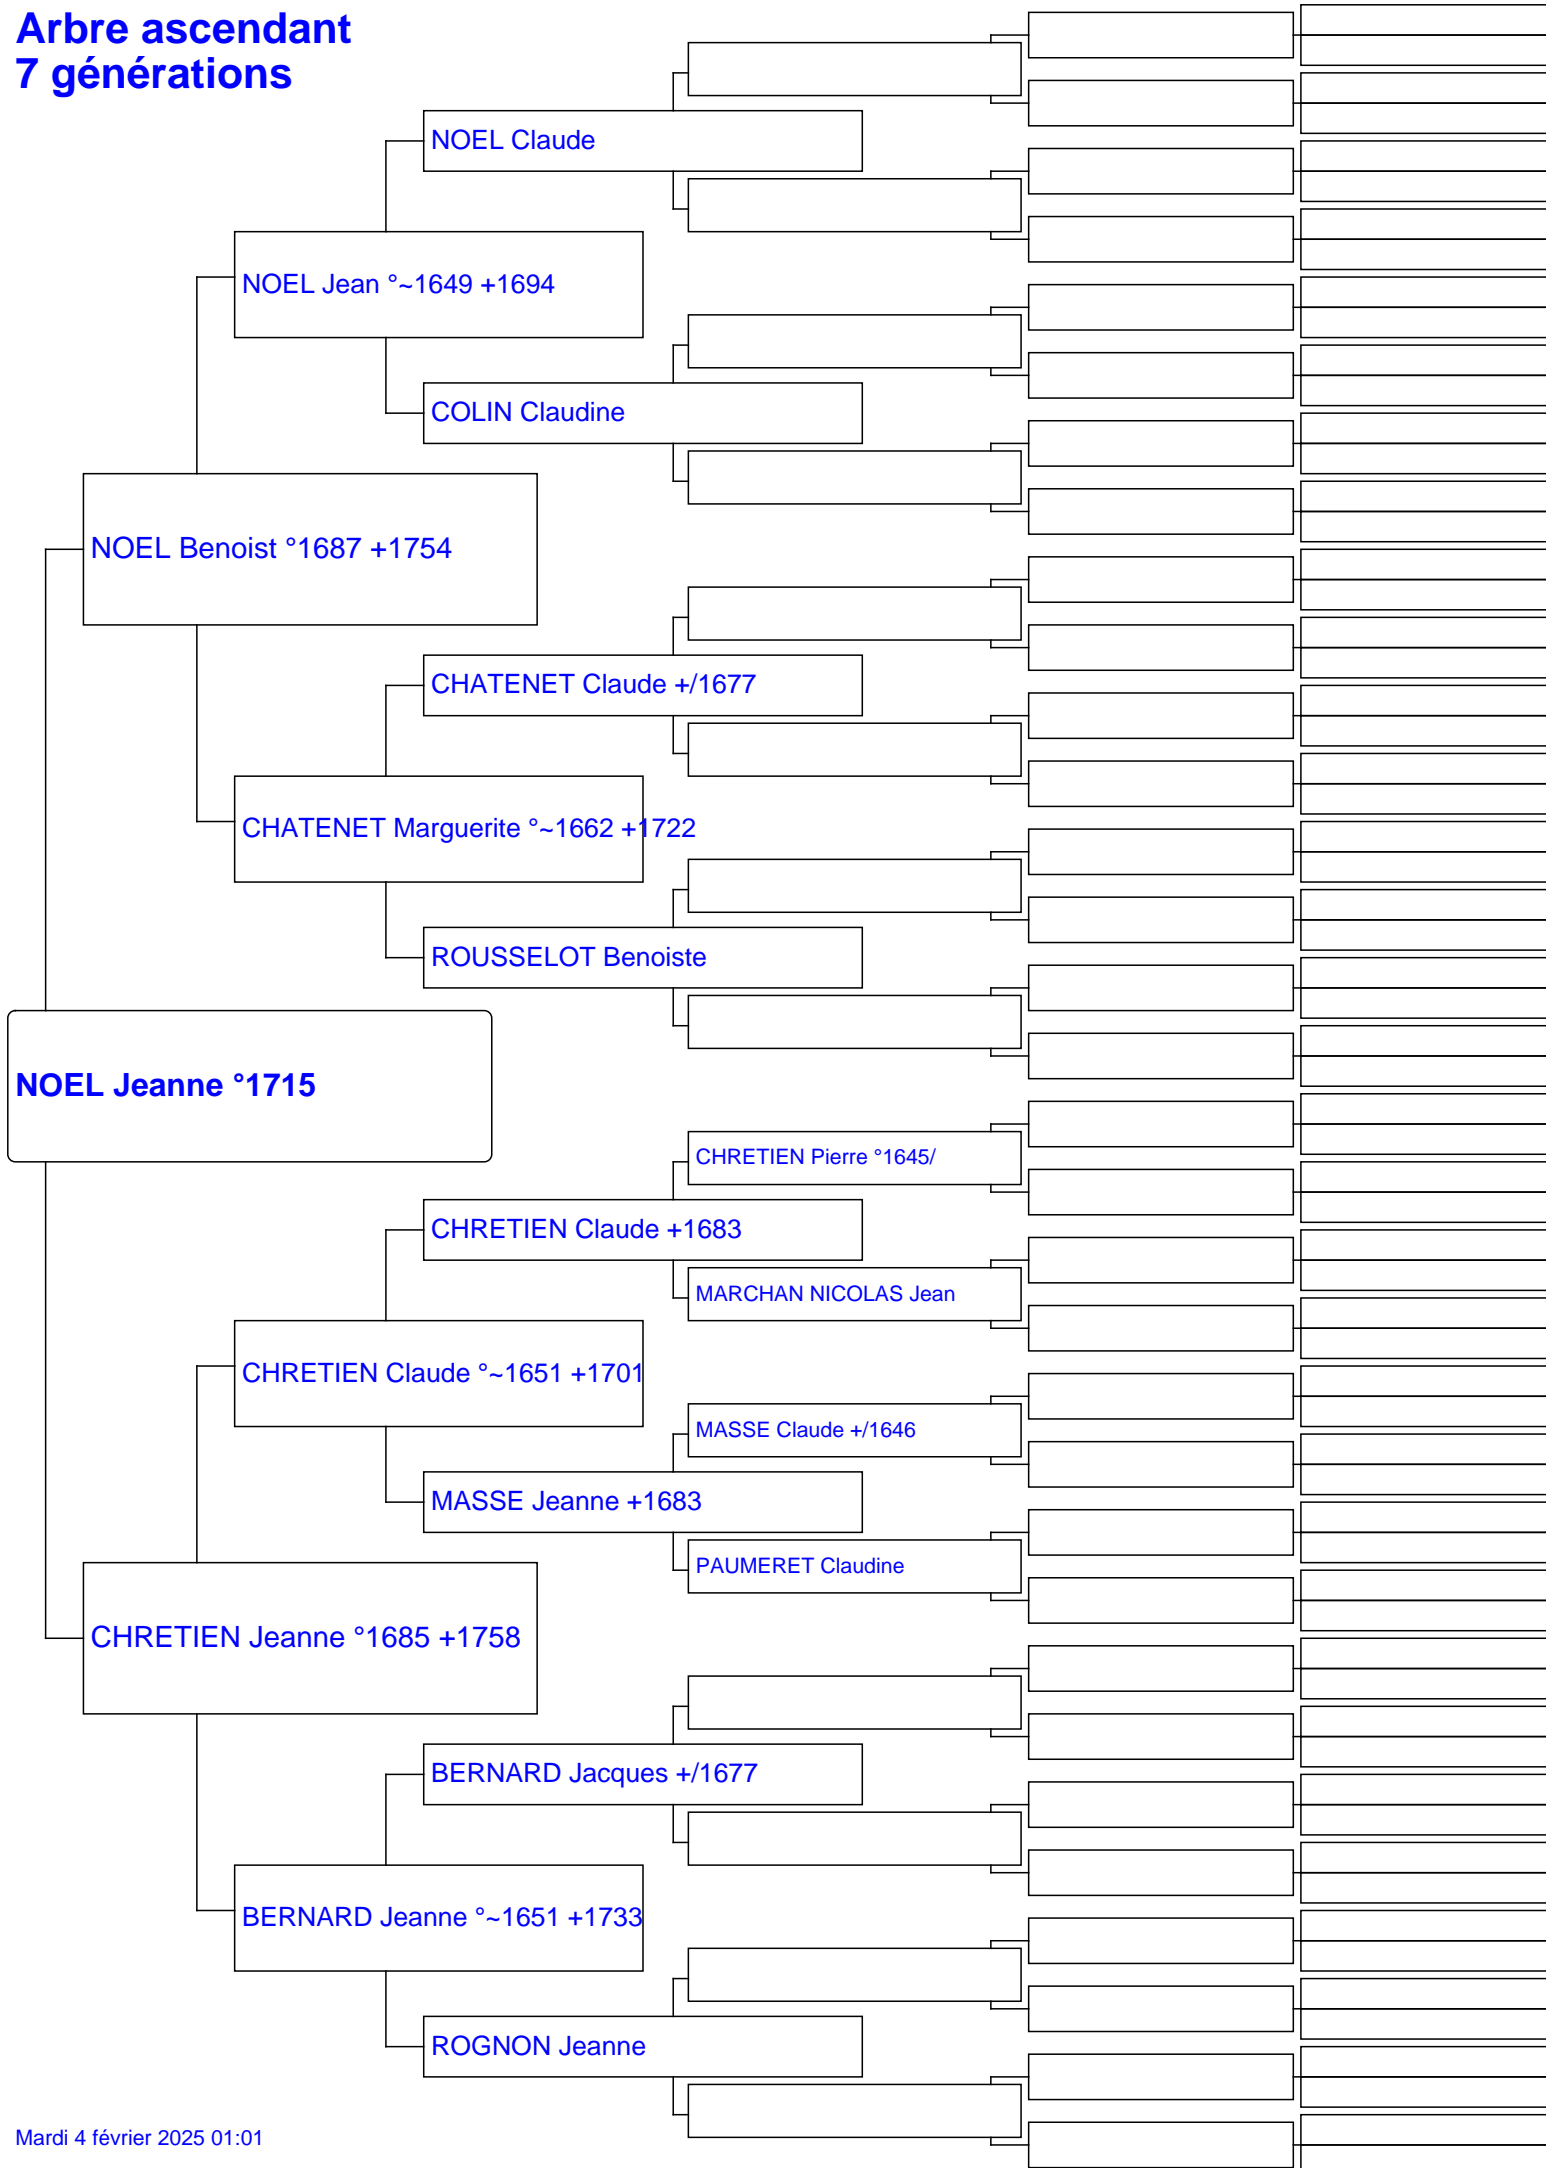 Arbre ascendant
7 générations
NOEL Claude
NOEL Jean °~1649 +1694
COLIN Claudine
NOEL Benoist °1687 +1754
CHATENET Claude +/1677
CHATENET Marguerite °~1662 +1722
ROUSSELOT Benoiste
NOEL Jeanne °1715
CHRETIEN Pierre °1645/
CHRETIEN Claude +1683
MARCHAN NICOLAS Jean
CHRETIEN Claude °~1651 +1701
MASSE Claude +/1646
MASSE Jeanne +1683
PAUMERET Claudine
CHRETIEN Jeanne °1685 +1758
BERNARD Jacques +/1677
BERNARD Jeanne °~1651 +1733
ROGNON Jeanne
Mardi 4 février 2025 01:01